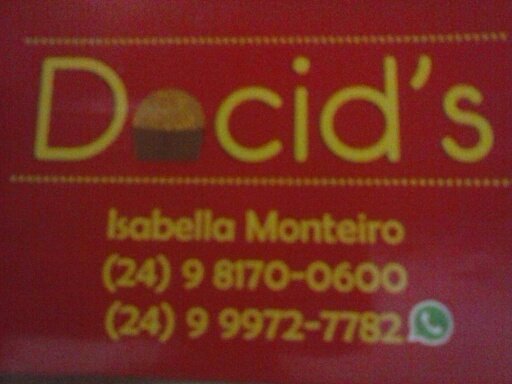 Docid's
Isabella Monteiro
(24) 9 8170-0600
(24) 9 9972-7782